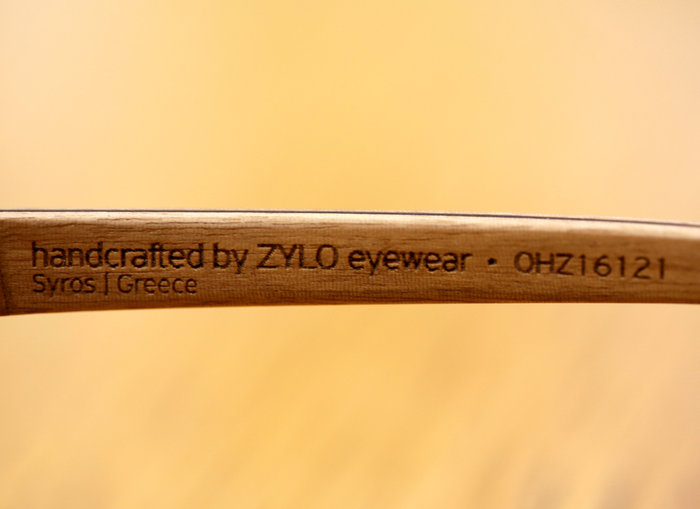 handcrafted by ZYLO eyewear • OHZ16121
Syros | Greece